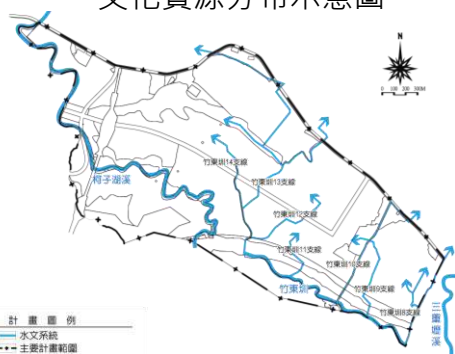 文化資源分布示意圖
N
0 100 200 300M
竹東圳14支線
柯子湖溪
竹東圳13支線
竹東圳12支線
竹東圳11支線
竹東圳10支線
竹東圳
竹東圳9支線
竹東圳8支線
三重埔溪
計畫圖例
水文系統
主要計畫範圍